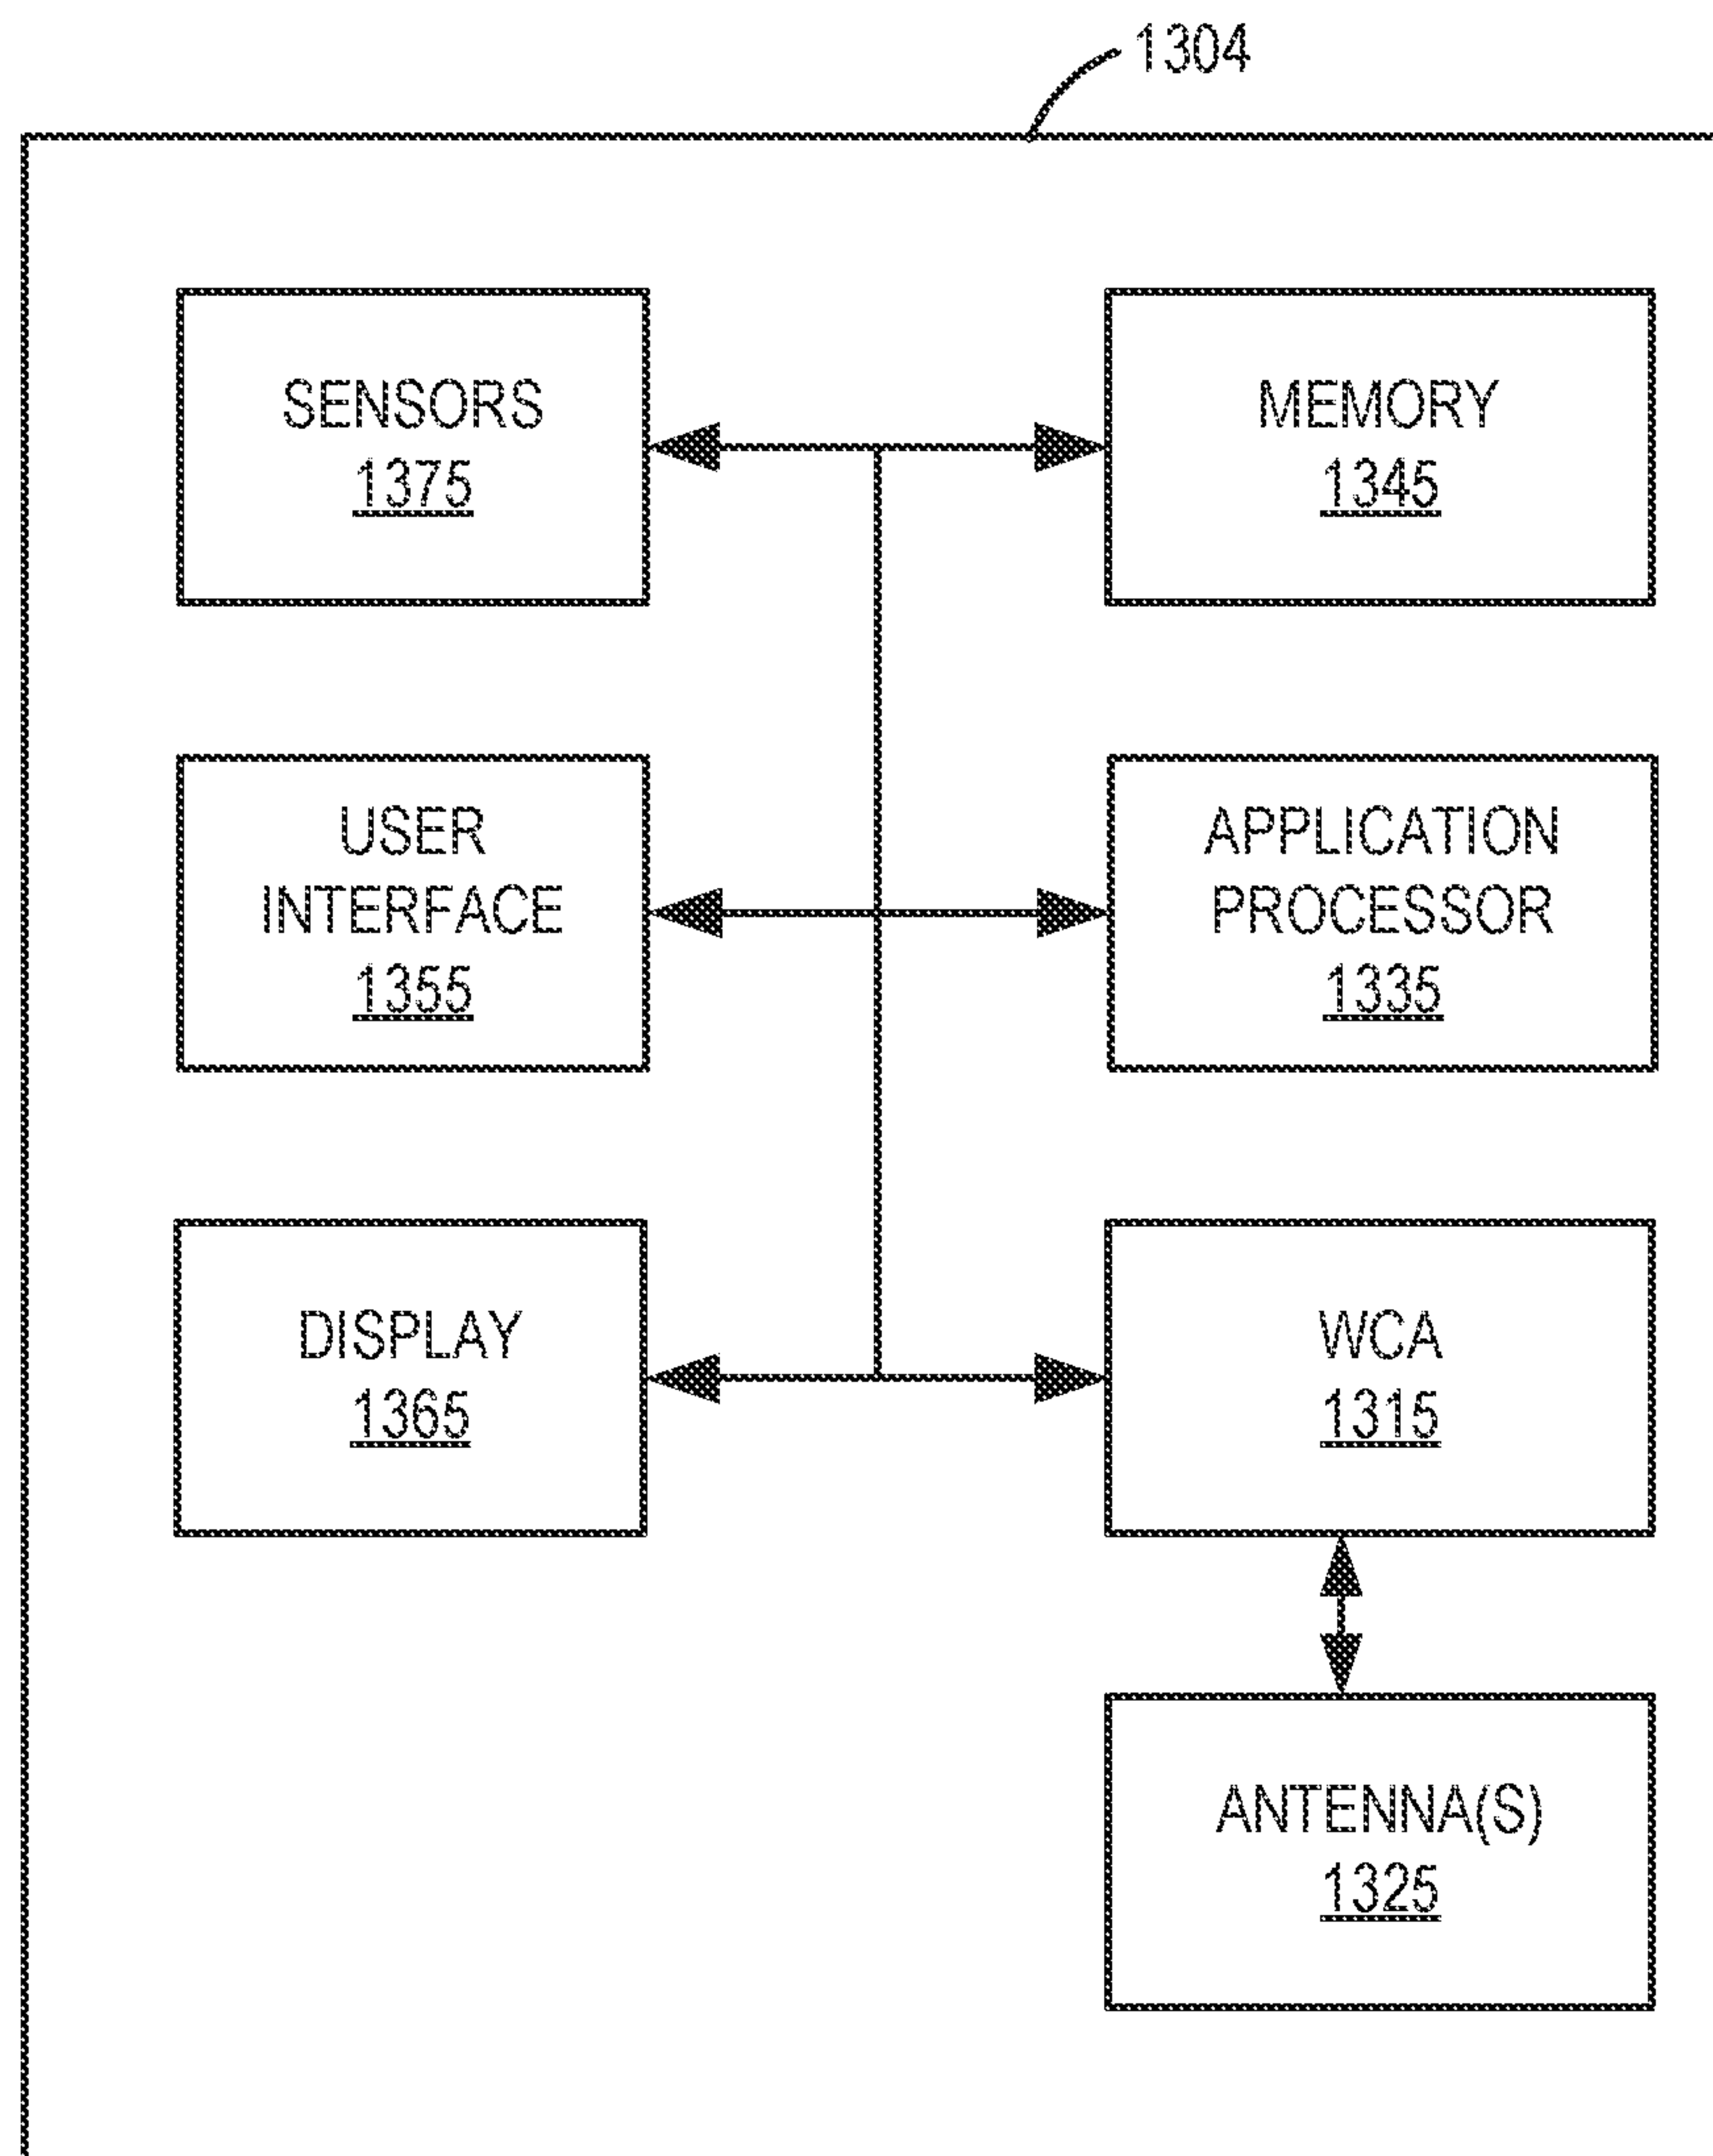 1304
SENSORS
1375
MEMORY
1345
USER
INTERFACE
1355
APPLICATION
PROCESSOR
1335
DISPLAY
1365
WCA
1315
ANTENNA(S)
1325